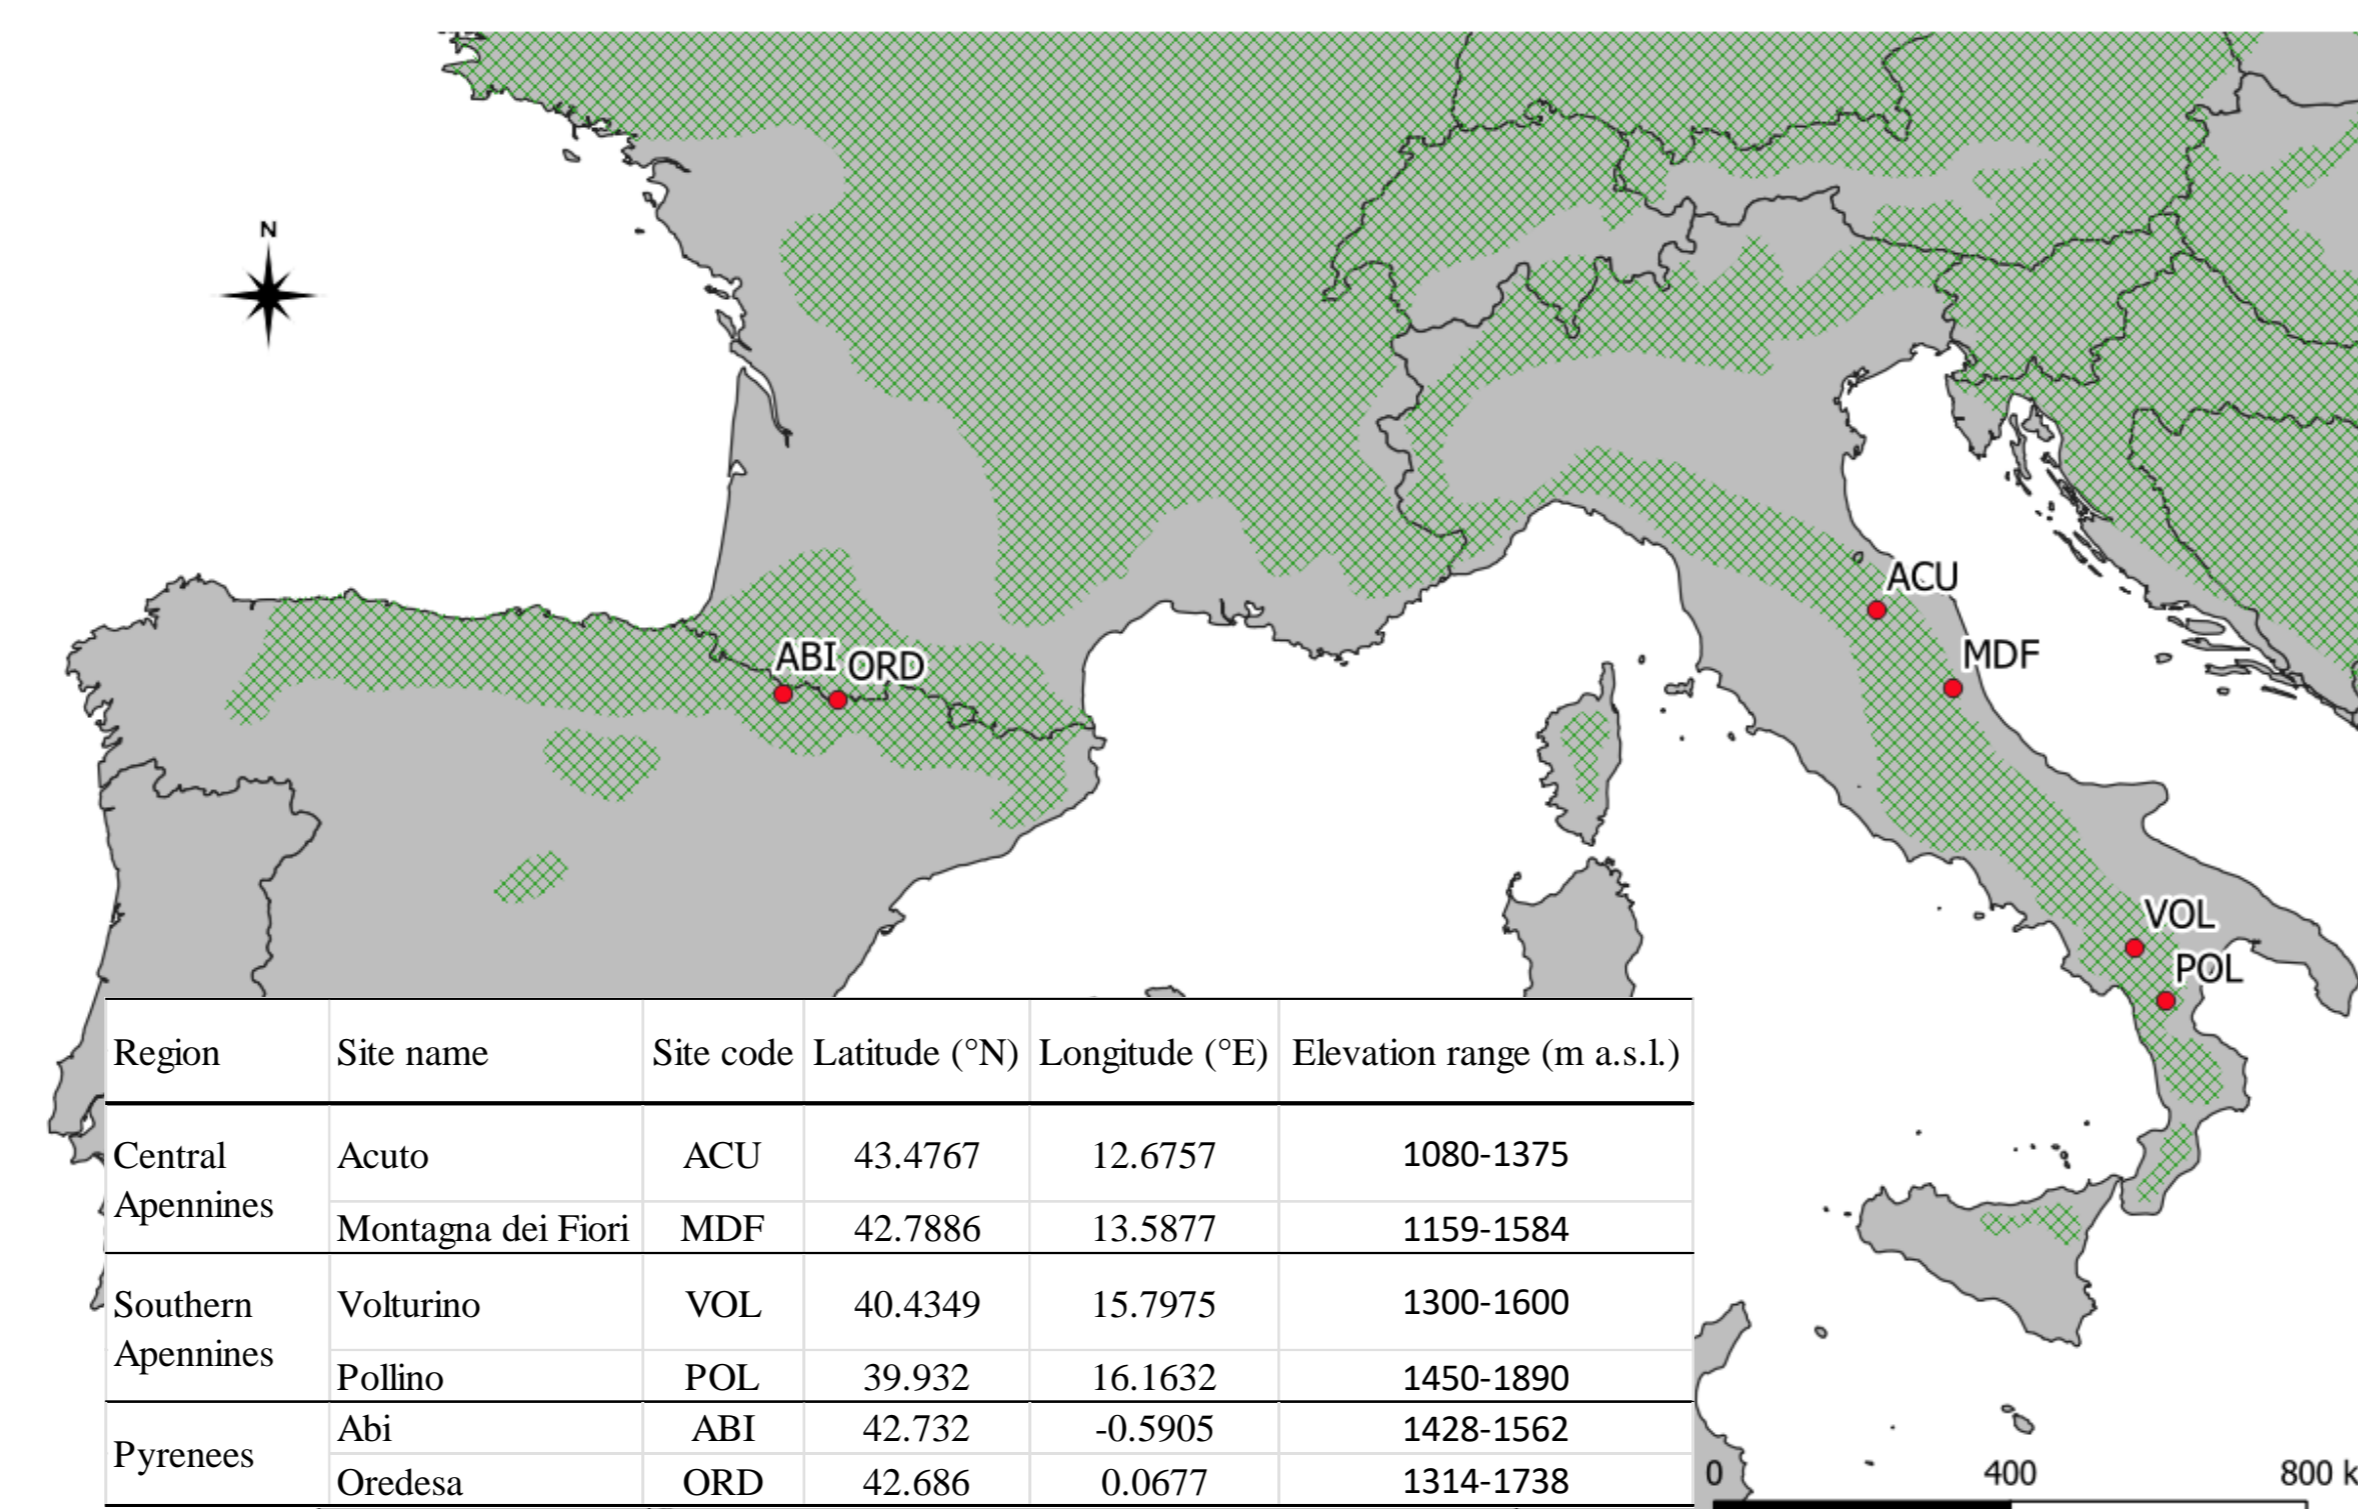 N
ACU
MDF
ABI ORD
VOL
POL
Region Site name Site code Latitude (°N) Longitude (°E) Elevation range (m a.s.l.)
Central Apennines Acuto ACU 43.4767 12.6757 1080-1375
Montagna dei Fiori MDF 42.7886 13.5877 1159-1584
Southern Apennines Volturino VOL 40.4349 15.7975 1300-1600
Pollino POL 39.932 16.1632 1450-1890
Pyrenees Abi ABI 42.732 -0.5905 1428-1562
Oredesa ORD 42.686 0.0677 1314-1738
0 400 800 k